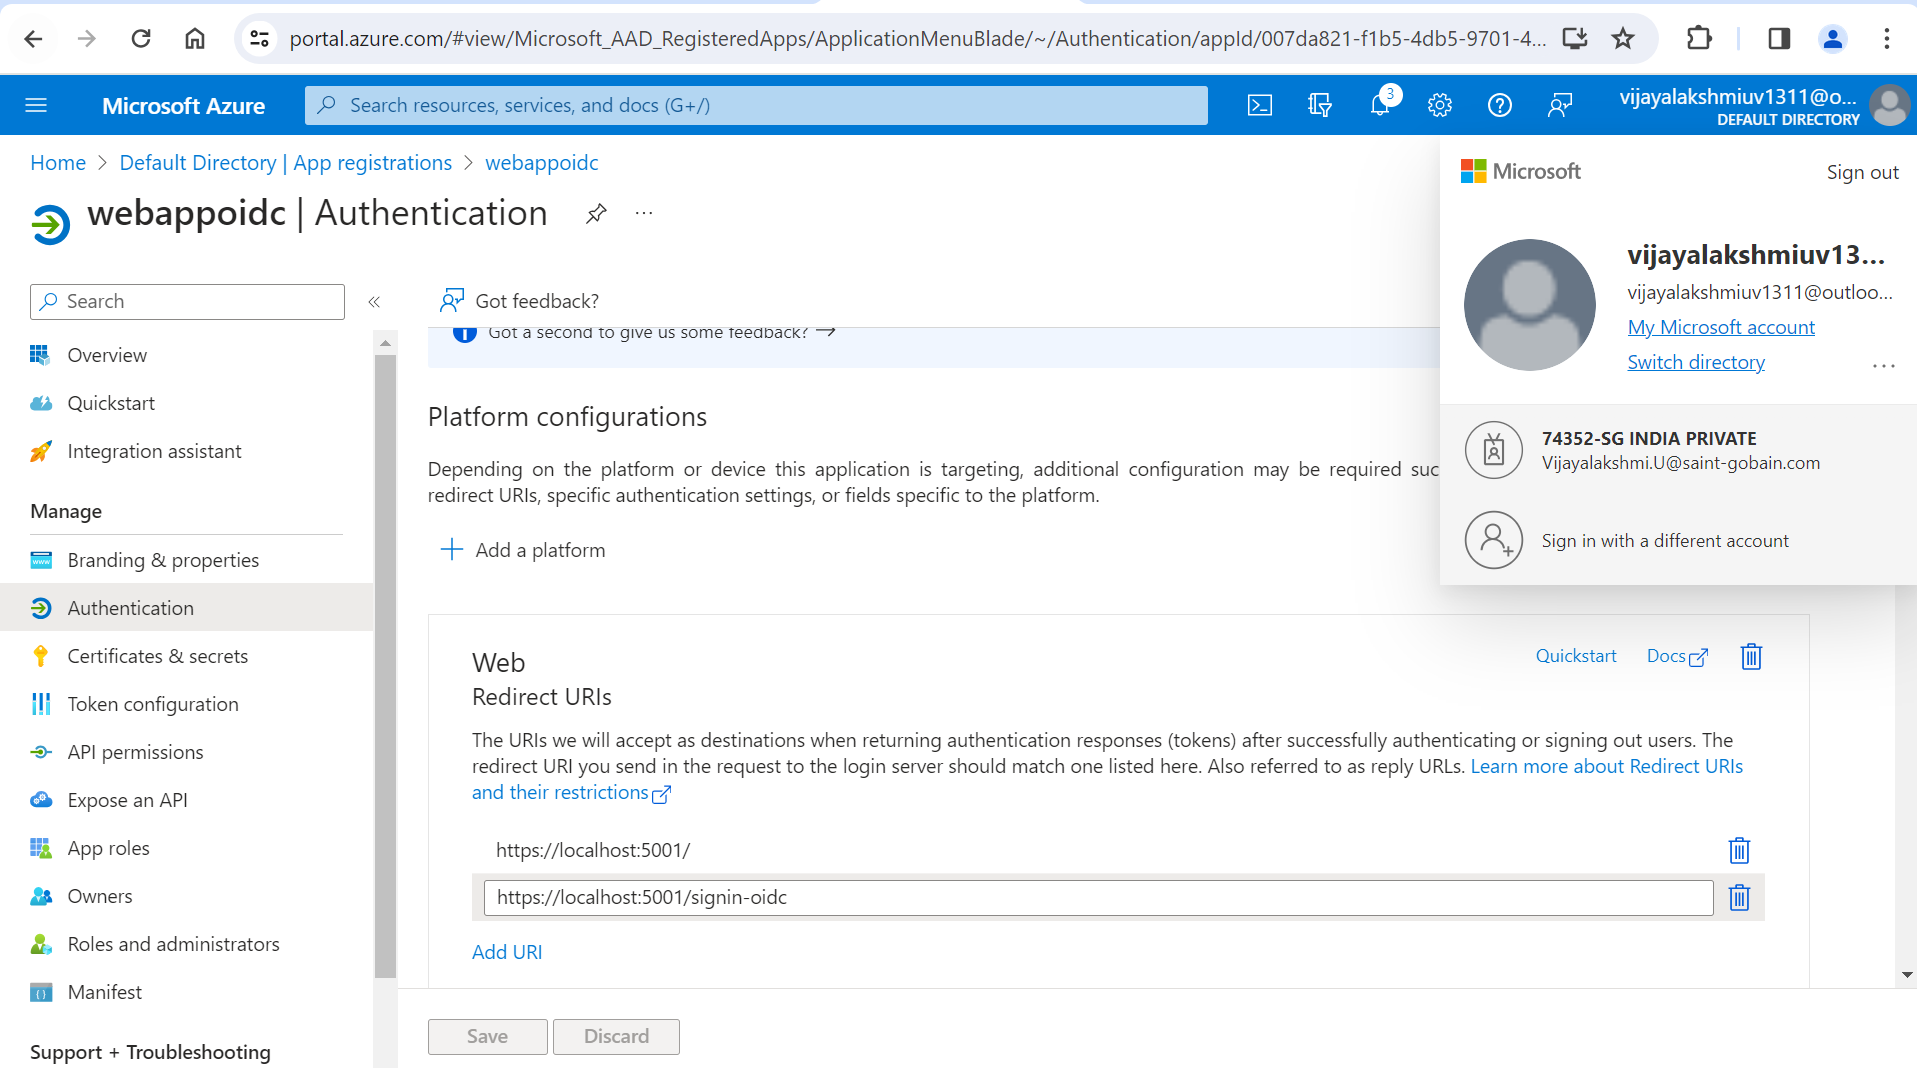 portal.azure.com/#view/Microsoft_AAD_RegisteredApps/ApplicationMenuBlade/~/Authentication/appId/007da821-f1b5-4db5-9701-4...
Microsoft Azure
Search resources, services, and docs (G+/)
3
vijayalakshmiuv1311@o...
DEFAULT DIRECTORY
Home > Default Directory | App registrations > webappoidc
webappoidc | Authentication
Search
Overview
Quickstart
Integration assistant
Manage
Branding & properties
Authentication
Certificates & secrets
Token configuration
API permissions
Expose an API
App roles
Owners
Roles and administrators
Manifest
Support + Troubleshooting
Got feedback?
Got a second to give us some feedback?
Platform configurations
Depending on the platform or device this application is targeting, additional configuration may be required suc
redirect URIs, specific authentication settings, or fields specific to the platform.
Add a platform
Web
Quickstart
Docs
Redirect URIs
The URIs we will accept as destinations when returning authentication responses (tokens) after successfully authenticating or signing out users. The
redirect URI you send in the request to the login server should match one listed here. Also referred to as reply URLs. Learn more about Redirect URIs
and their restrictions
https://localhost:5001/
https://localhost:5001/signin-oidc
Add URI
Save
Discard
Microsoft
Sign out
vijayalakshmiuv13...
vijayalakshmiuv1311@outloo...
My Microsoft account
Switch directory
74352-SG INDIA PRIVATE
Vijayalakshmi.U@saint-gobain.com
Sign in with a different account